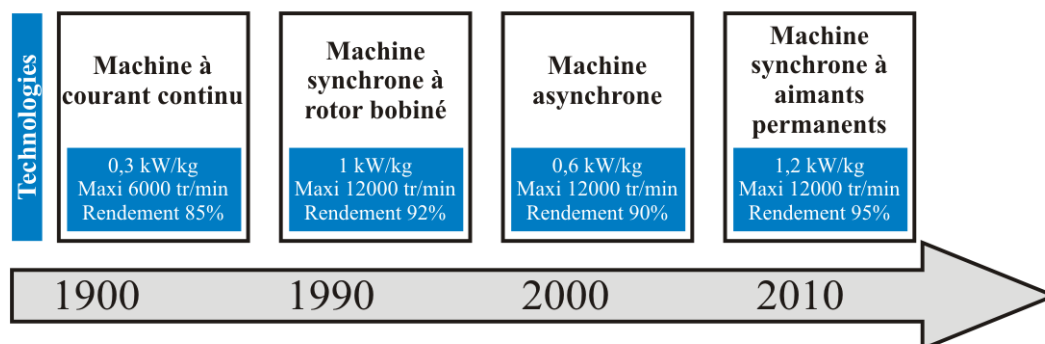 Technologies
Machine à
courant continu
0,3 kW/kg
Maxi 6000 tr/min
Rendement 85%
Machine
synchrone à
rotor bobiné
1 kW/kg
Maxi 12000 tr/min
Rendement 92%
Machine
asynchrone
0,6 kW/kg
Maxi 12000 tr/min
Rendement 90%
Machine
synchrone à
aimants
permanents
1,2 kW/kg
Maxi 12000 tr/min
Rendement 95%
1900
1990
2000
2010